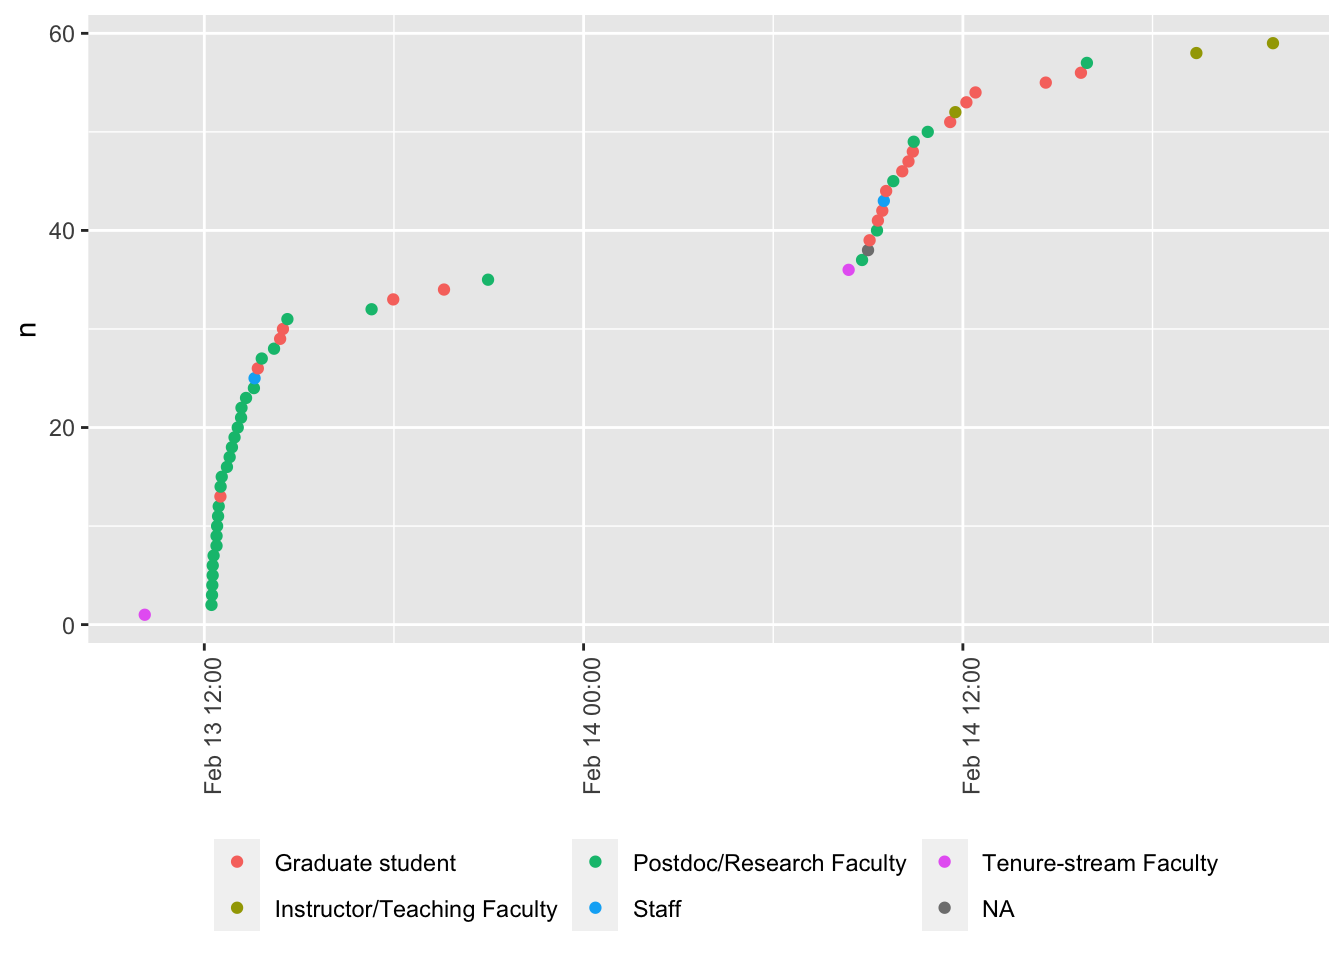 60
40
20
0
n
Feb 13 12:00
Feb 14 00:00
Feb 14 12:00
Graduate student
Postdoc/Research Faculty
Tenure-stream Faculty
Instructor/Teaching Faculty
Staff
NA